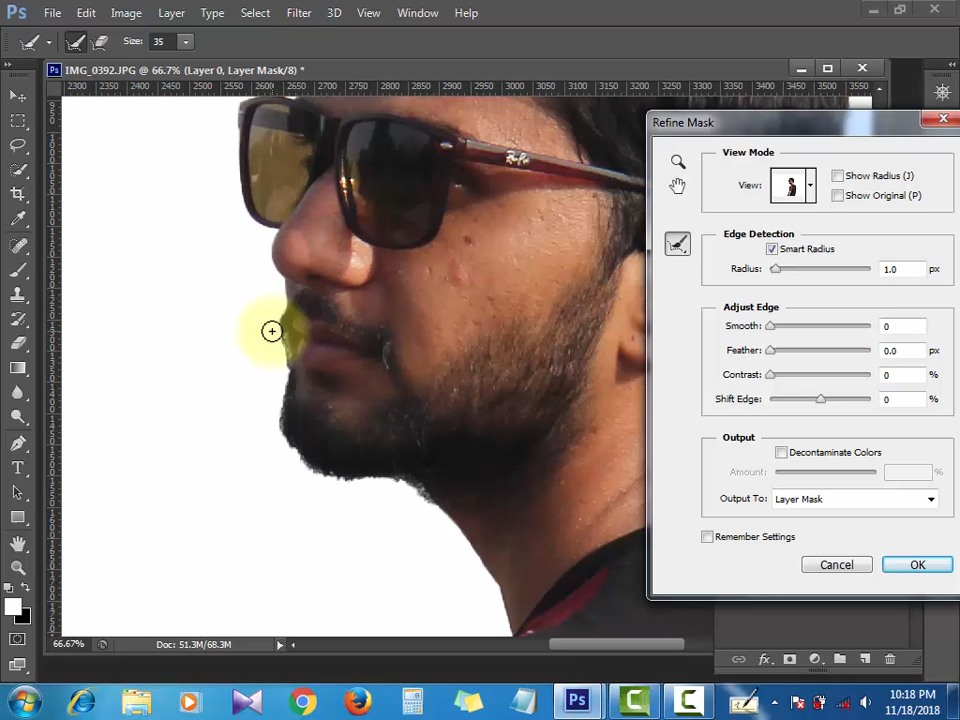 Ps File Edit Image Layer Type Select Filter 3D View Window Help
Size: 35
Ps IMG_0392.JPG @ 66.7% (Layer 0, Layer Mask/8) *
2300 2350 2400 2450 2500 2550 2600 2650 2700 2750 2800 2850 2900 2950 3000 3050 3100 3150 3200 3250 3300 3350 3400 3450 3500 3550
Ray-Ban
Refine Mask
View Mode
View:
Show Radius (J)
Show Original (P)
Edge Detection
Smart Radius
Radius: 1.0 px
Adjust Edge
Smooth: 0
Feather: 0.0 px
Contrast: 0 %
Shift Edge: 0 %
Output
Decontaminate Colors
Amount: %
Output To: Layer Mask
Remember Settings
Cancel OK
66.67% Doc: 51.3M/68.3M
fx
Ps
10:18 PM
11/18/2018